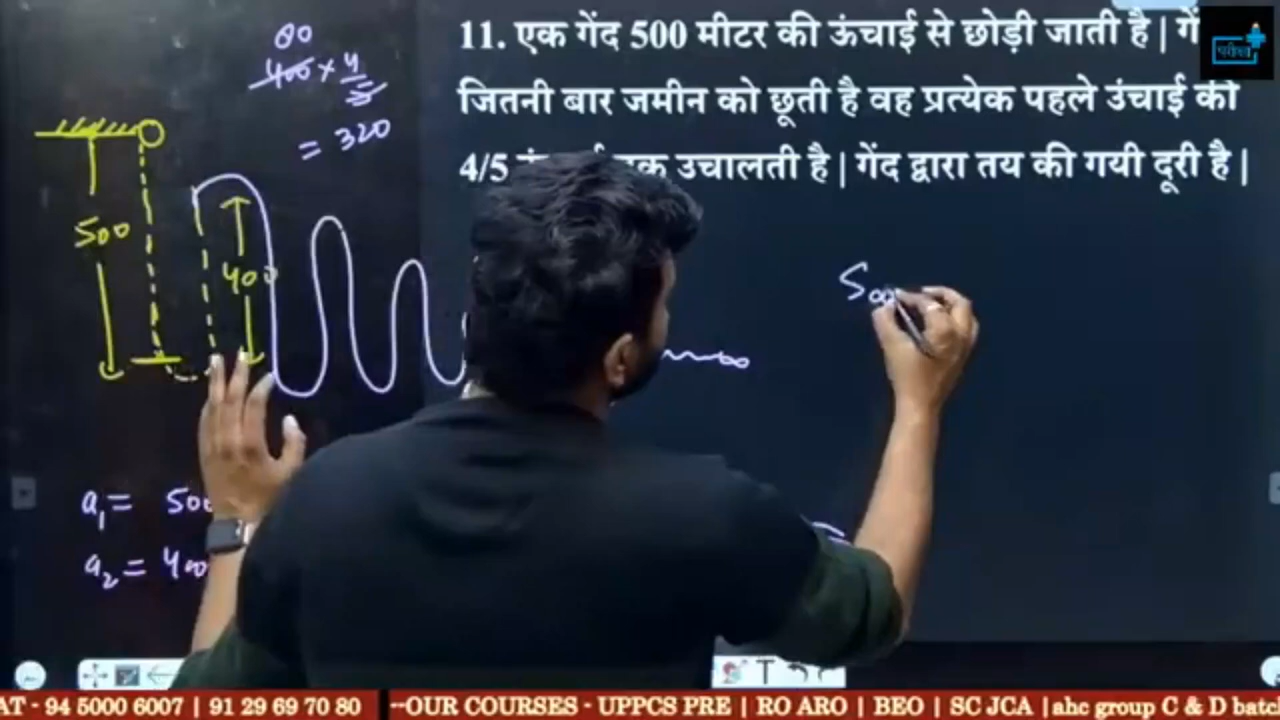 11. एक गेंद 500 मीटर की ऊंचाई से छोड़ी जाती है |
जितनी बार जमीन को छूती है वह प्रत्येक पहले उंचाई की
4/5 तक उचालती है | गेंद द्वारा तय की गयी दूरी है |
80
400 × 4
5
= 320
500
400
a₁ = 500
a₂ = 400
S∞
AT - 94 5000 6007 | 91 29 69 70 80 --OUR COURSES - UPPCS PRE | RO ARO | BEO | SC JCA |ahc group C & D batch
T